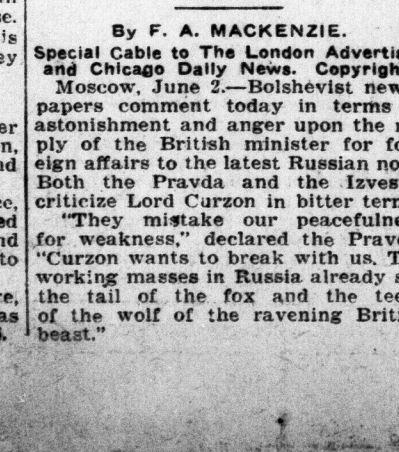 By F. A. MACKENZIE.
Special Cable to The London Adverti
and Chicago Daily News. Copyrigh
Moscow, June 2.—Bolshevist new
papers comment today in terms
astonishment and anger upon the r
ply of the British minister for fo
eign affairs to the latest Russian no
Both the Pravda and the Izves
criticize Lord Curzon in bitter term
"They mistake our peacefulne
for weakness," declared the Prav
"Curzon wants to break with us. T
working masses in Russia already s
the tail of the fox and the tee
of the wolf of the ravening Briti
beast."